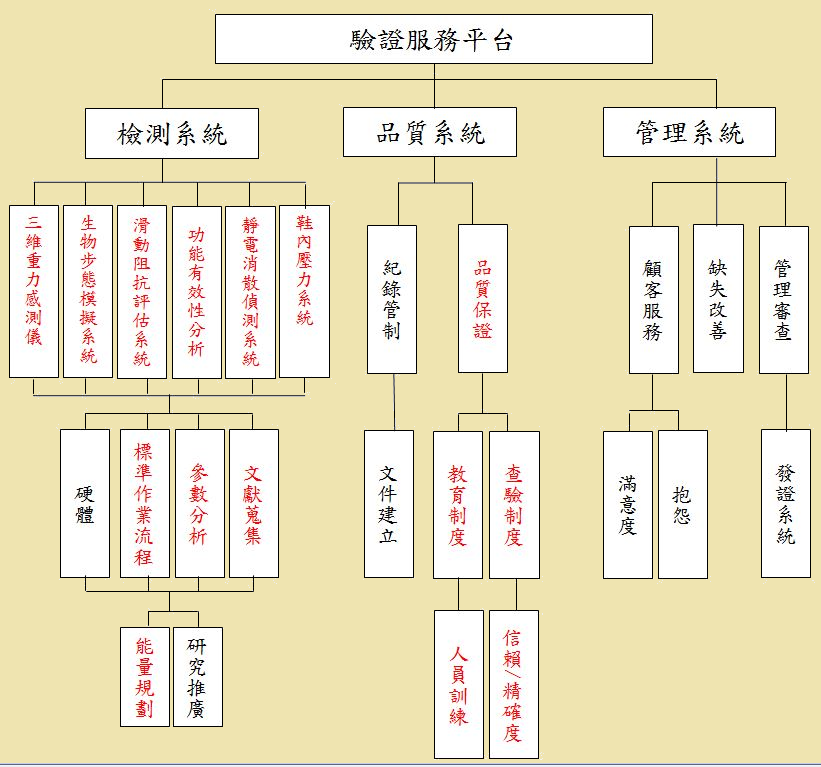 驗證服務平台
檢測系統
品質系統
管理系統
三維重力感測儀
生物步態模擬系統
滑動阻抗評估系統
功能有效性分析
靜電消散偵測系統
鞋內壓力系統
紀錄管制
品質保證
顧客服務
缺失改善
管理審查
硬體
標準作業流程
參數分析
文獻蒐集
文件建立
教育制度
查驗制度
滿意度
抱怨
發證系統
能量規劃
研究推廣
人員訓練
信賴/精確度